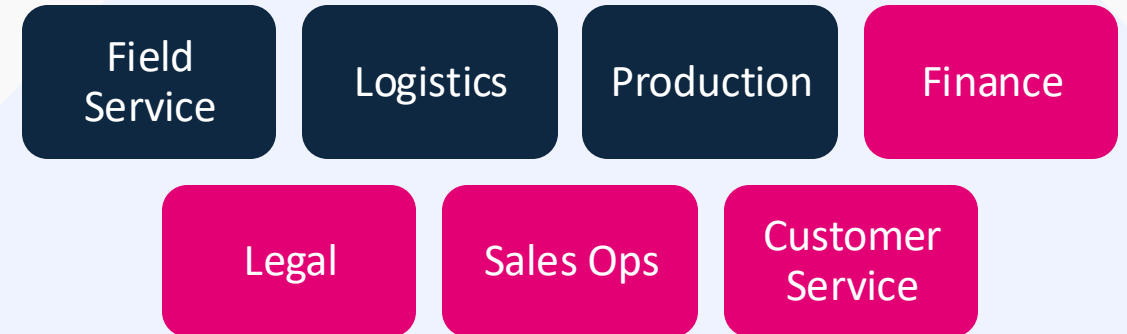 Field
Service
Logistics
Production
Finance
Legal
Sales Ops
Customer
Service